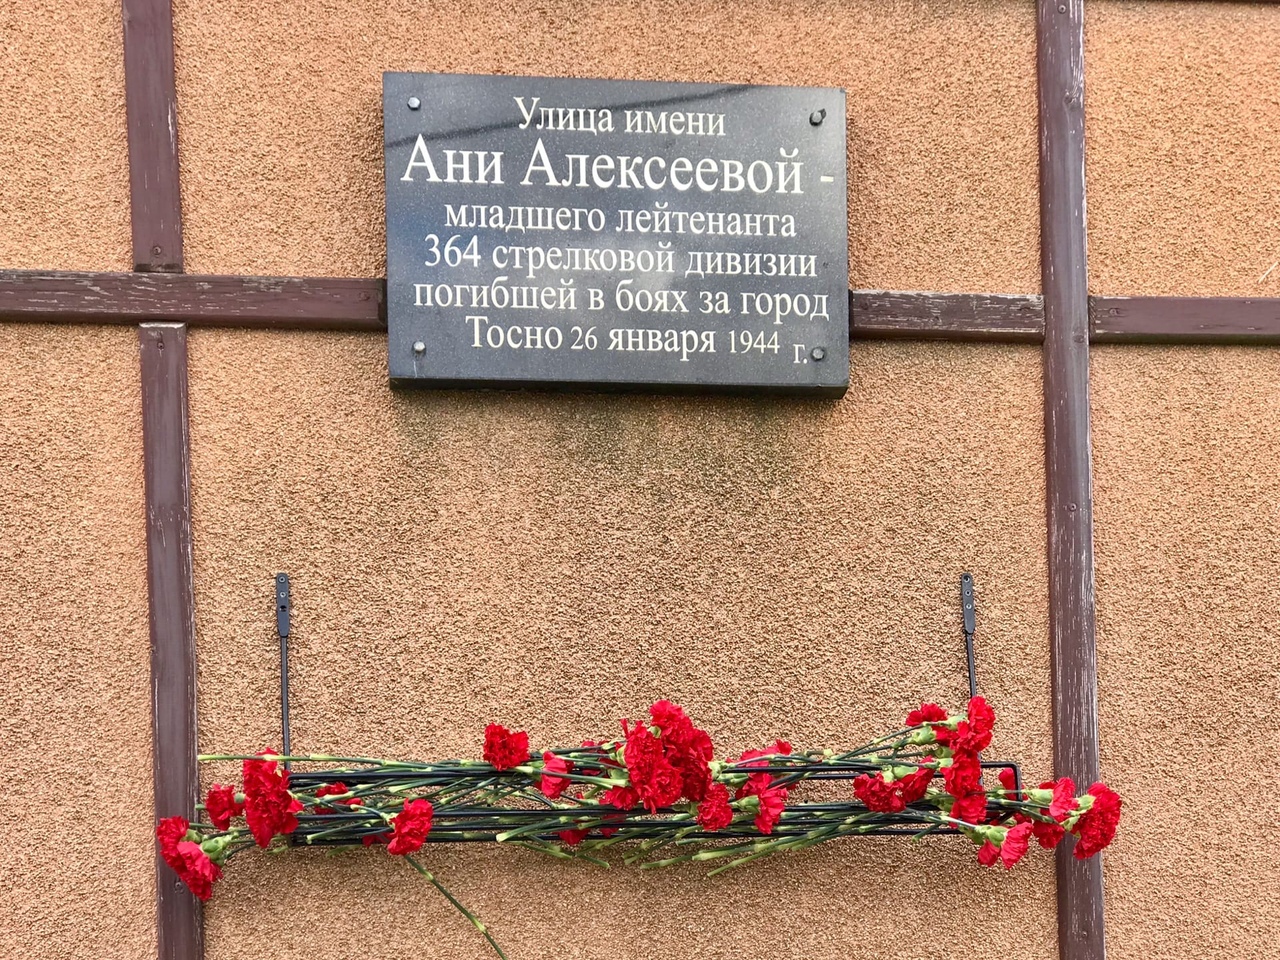 Улица имени
Ани Алексеевой -
младшего лейтенанта
364 стрелковой дивизии
погибшей в боях за город
Тосно 26 января 1944 г.